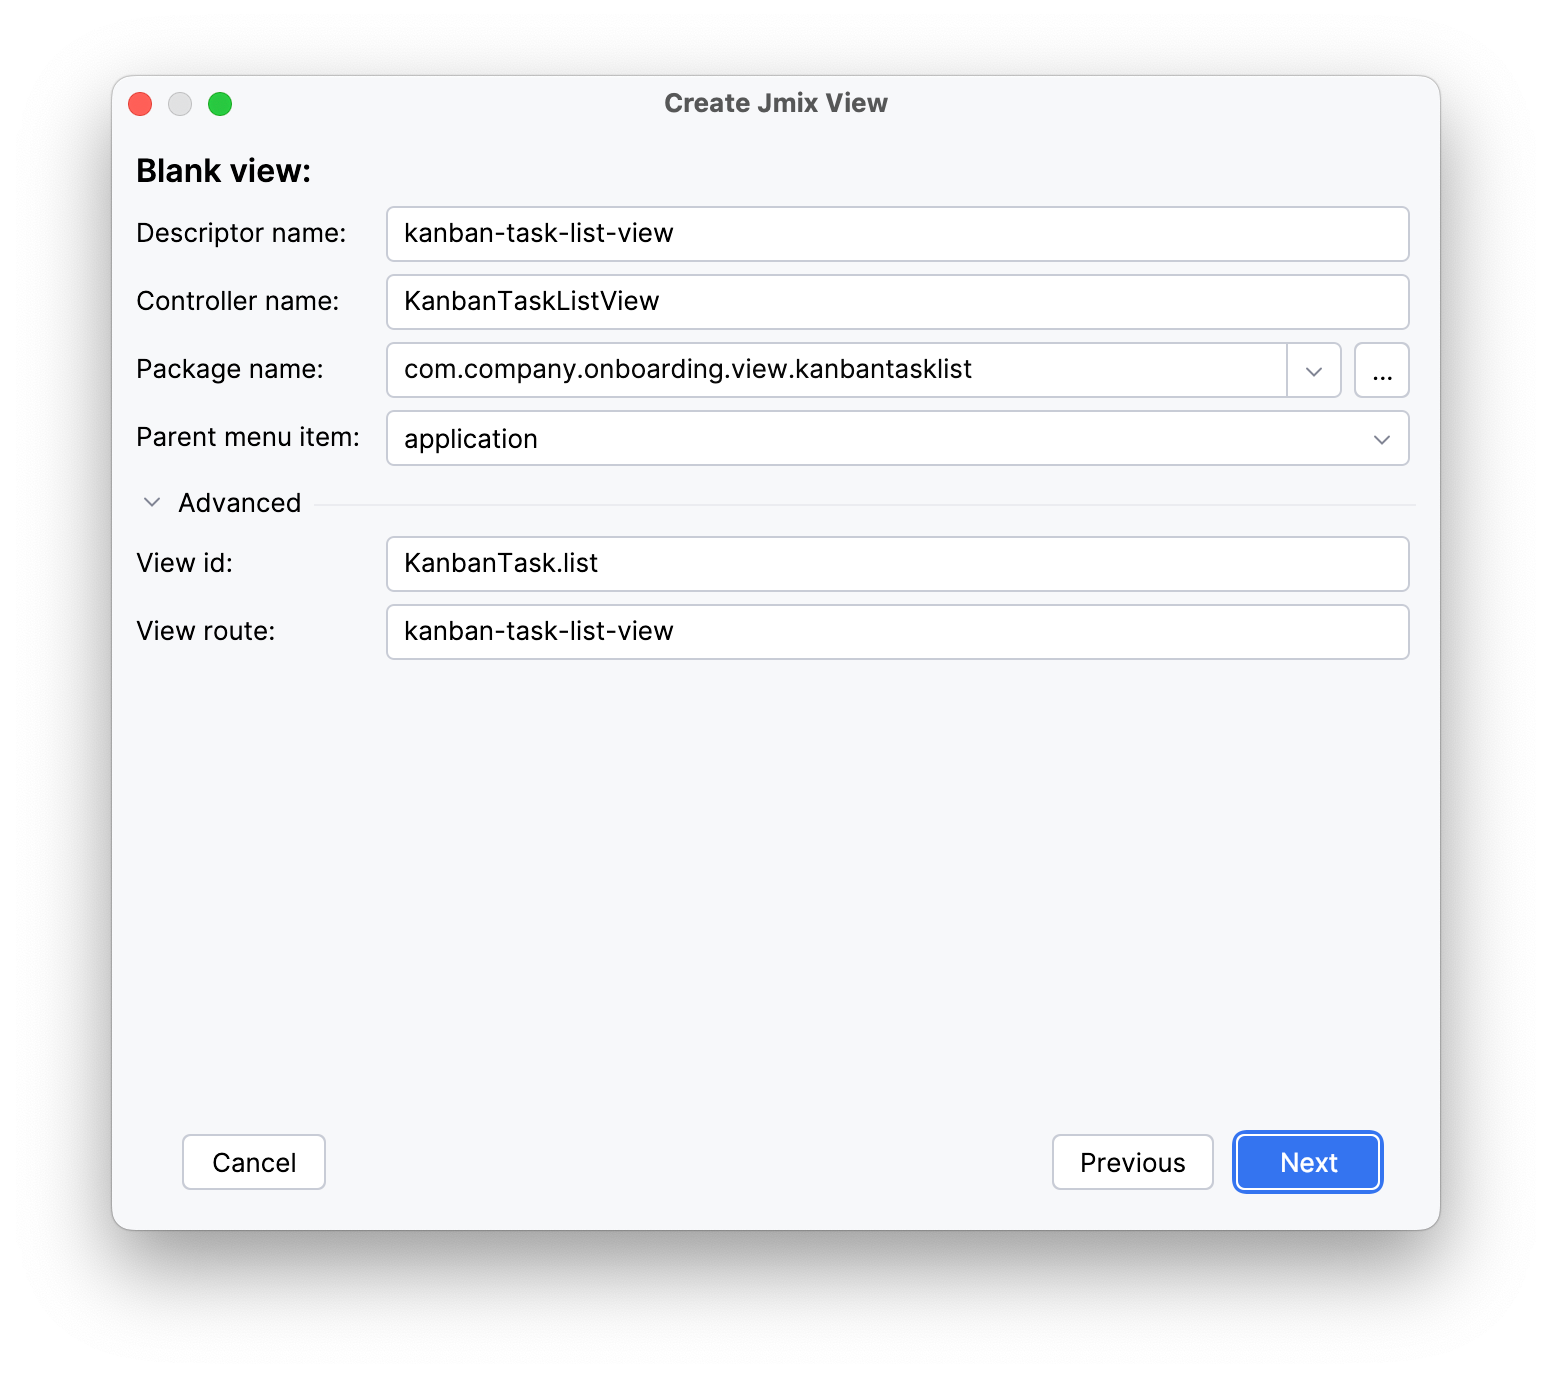 Create Jmix View
Blank view:
Descriptor name: kanban-task-list-view
Controller name: KanbanTaskListView
Package name: com.company.onboarding.view.kanbantasklist ...
Parent menu item: application
Advanced
View id: KanbanTask.list
View route: kanban-task-list-view
Cancel Previous Next